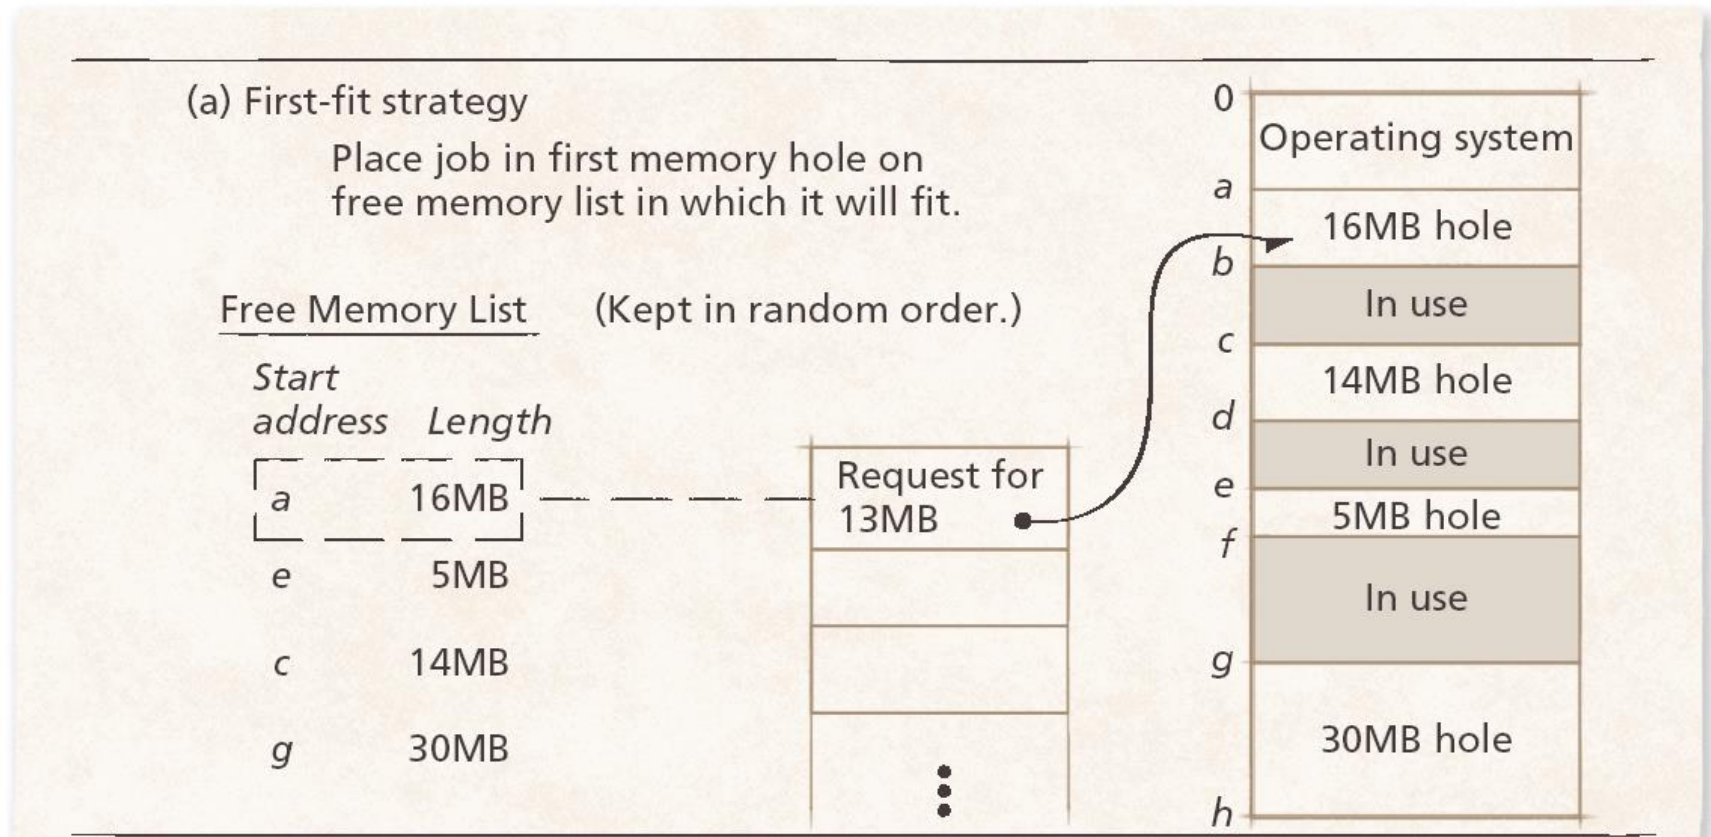 (a) First-fit strategy
Place job in first memory hole on
free memory list in which it will fit.
Free Memory List (Kept in random order.)
Start
address Length
a 16MB
e 5MB
c 14MB
g 30MB
Request for
13MB
0
Operating system
a
16MB hole
b
In use
c
14MB hole
d
In use
e
5MB hole
f
In use
g
30MB hole
h